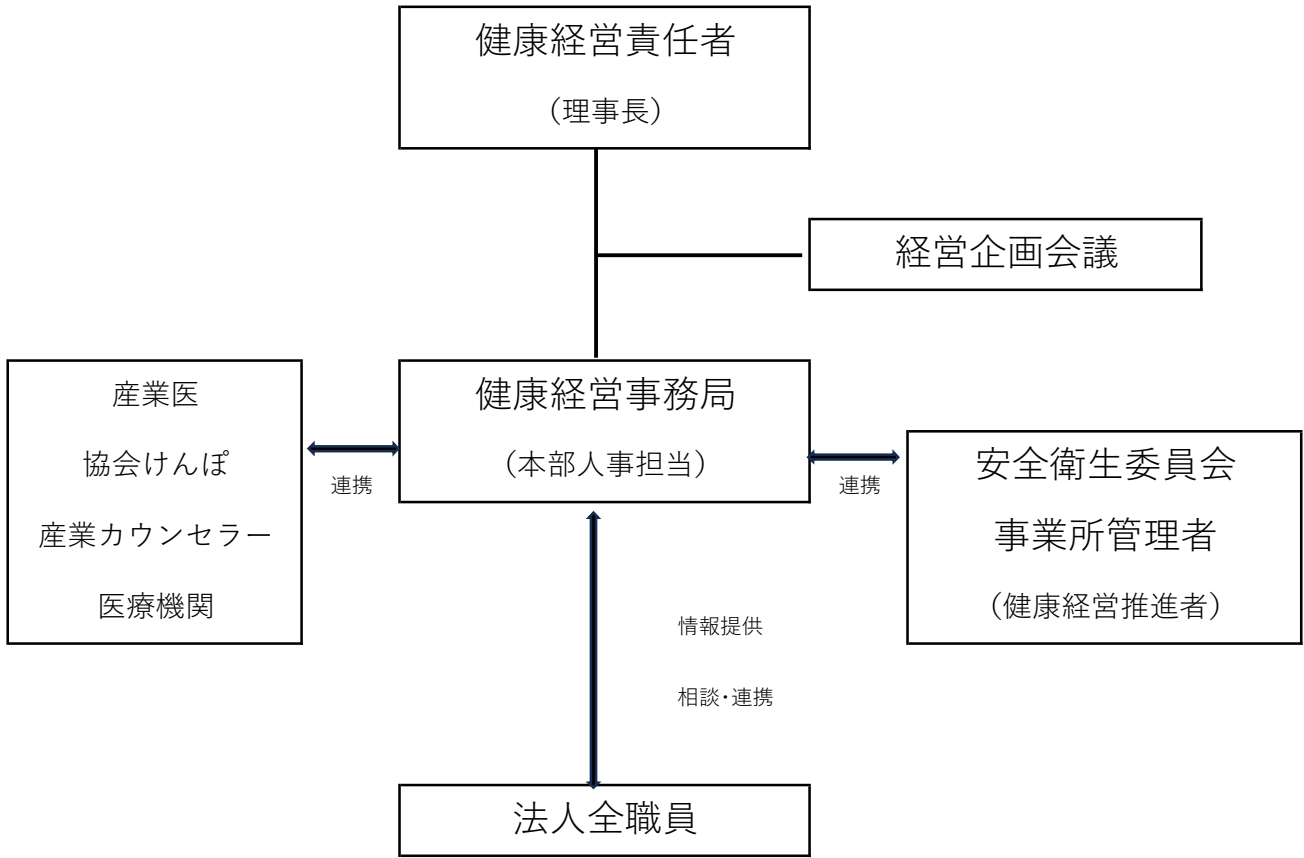 健康経営責任者
（理事長）
経営企画会議
産業医
協会けんぽ
産業カウンセラー
医療機関
連携
健康経営事務局
（本部人事担当）
連携
安全衛生委員会
事業所管理者
（健康経営推進者）
情報提供
相談・連携
法人全職員